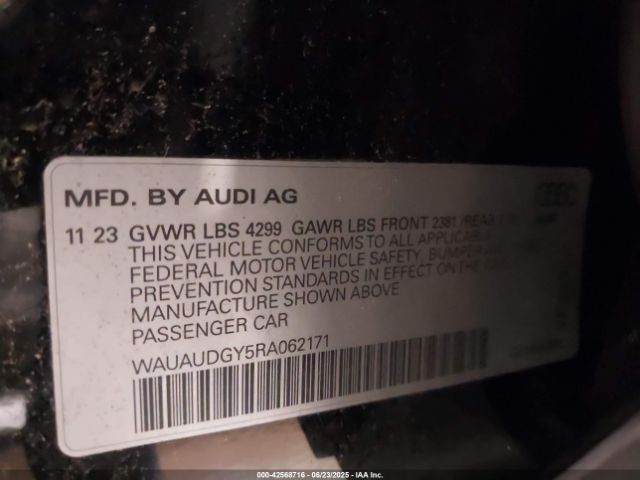 MFD. BY AUDI AG
11 23 GVWR LBS 4299 GAWR LBS FRONT 2381 /REAR
THIS VEHICLE CONFORMS TO ALL APPLICABLE
FEDERAL MOTOR VEHICLE SAFETY, BUMPER
PREVENTION STANDARDS IN EFFECT ON THE
MANUFACTURE SHOWN ABOVE
PASSENGER CAR
WAUAUDGY5RA062171
000-42568716 - 06/23/2025 - IAAI Inc.